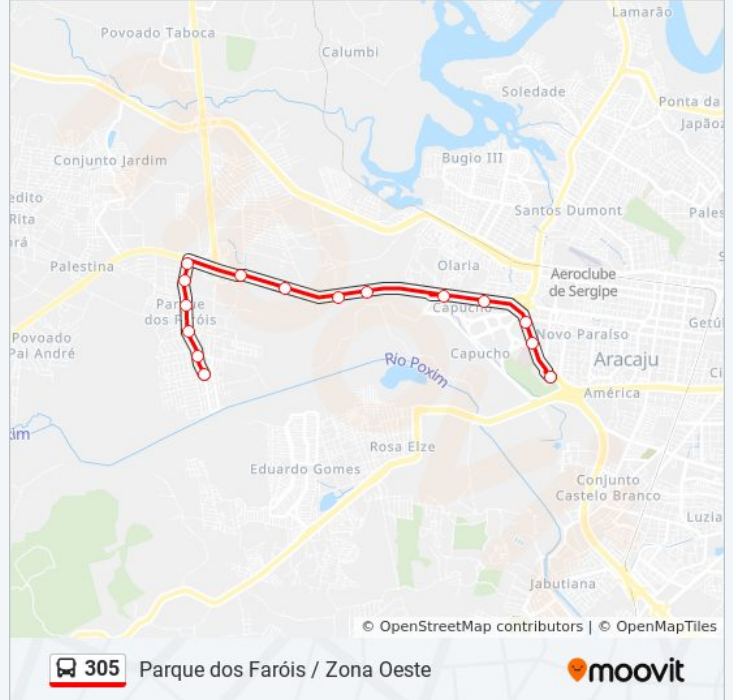 Lamarão
Povoado Taboca
Calumbi
Soledade
Ponta da
Japãoz
Conjunto Jardim
Bugio III
edito
Rita
rá
Santos Dumont
Pales
Palestina
Olaria
Aeroclube
de Sergipe
Parque
dos Faróis
Capucho
Getúl
Povoado
Pai André
Novo Paraíso
Capucho
Rio Poxim
Aracaju
Ci
América
im
Rosa Elze
Eduardo Gomes
Conjunto
Castelo Branco
Luzia
Jabutiana
© OpenStreetMap contributors | © OpenMapTiles
305 Parque dos Faróis / Zona Oeste
moovit